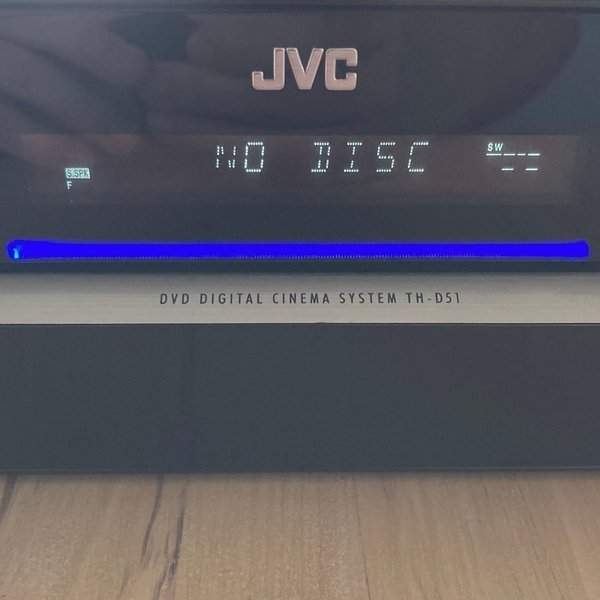 JVC
NO DISC
SW
S.SPK
F
DVD DIGITAL CINEMA SYSTEM TH-D51